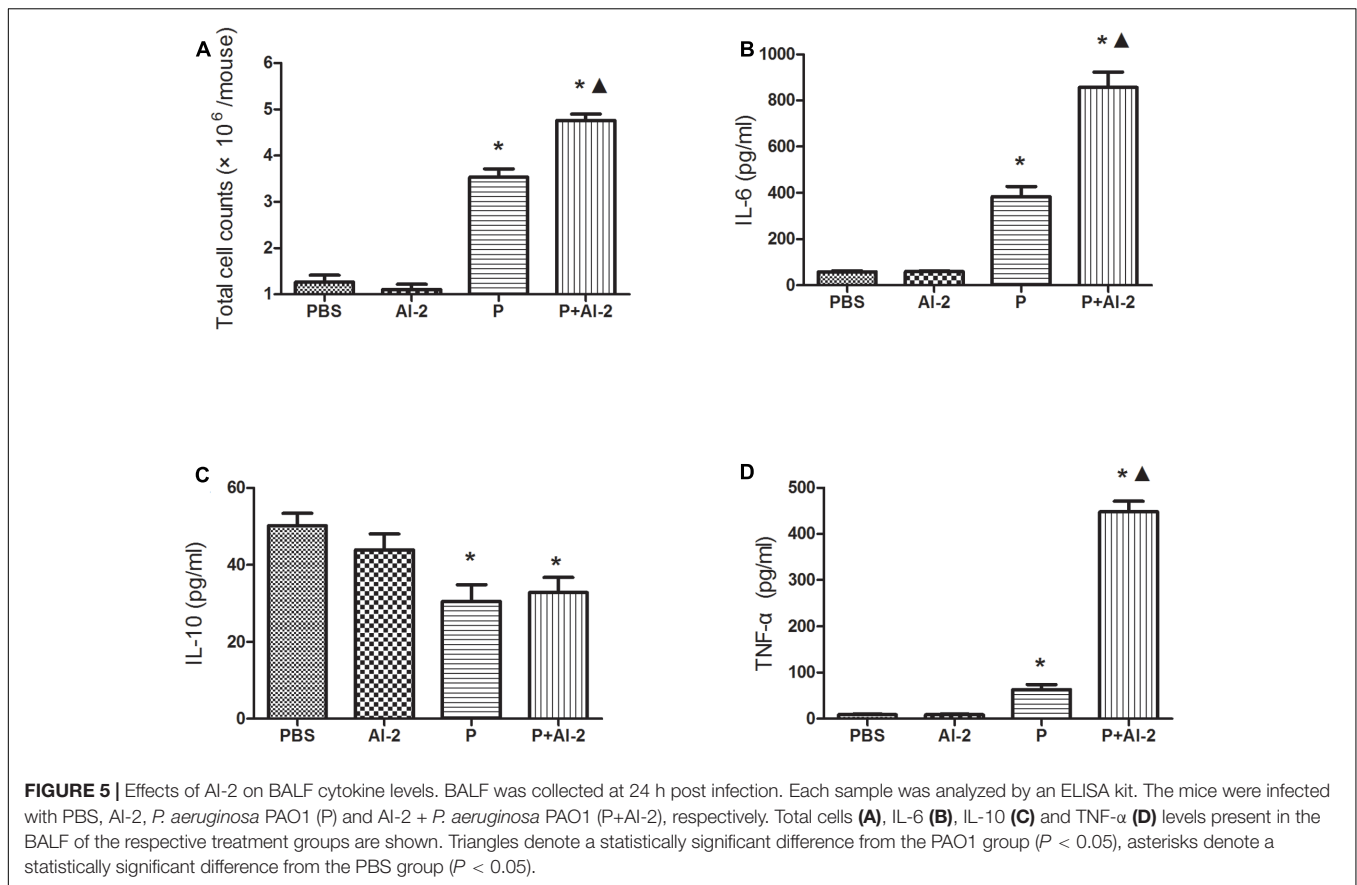 A
Total cell counts (× 10⁶ /mouse)
6
5
4
3
2
1
PBS
AI-2
P
P+AI-2
*
* ▲
B
IL-6 (pg/ml)
1000
800
600
400
200
0
PBS
AI-2
P
P+AI-2
*
* ▲
C
IL-10 (pg/ml)
60
40
20
0
PBS
AI-2
P
P+AI-2
*
*
D
TNF-α (pg/ml)
500
400
300
200
100
0
PBS
AI-2
P
P+AI-2
*
* ▲
FIGURE 5 | Effects of AI-2 on BALF cytokine levels. BALF was collected at 24 h post infection. Each sample was analyzed by an ELISA kit. The mice were infected
with PBS, AI-2, P. aeruginosa PAO1 (P) and AI-2 + P. aeruginosa PAO1 (P+AI-2), respectively. Total cells (A), IL-6 (B), IL-10 (C) and TNF-α (D) levels present in the
BALF of the respective treatment groups are shown. Triangles denote a statistically significant difference from the PAO1 group (P < 0.05), asterisks denote a
statistically significant difference from the PBS group (P < 0.05).